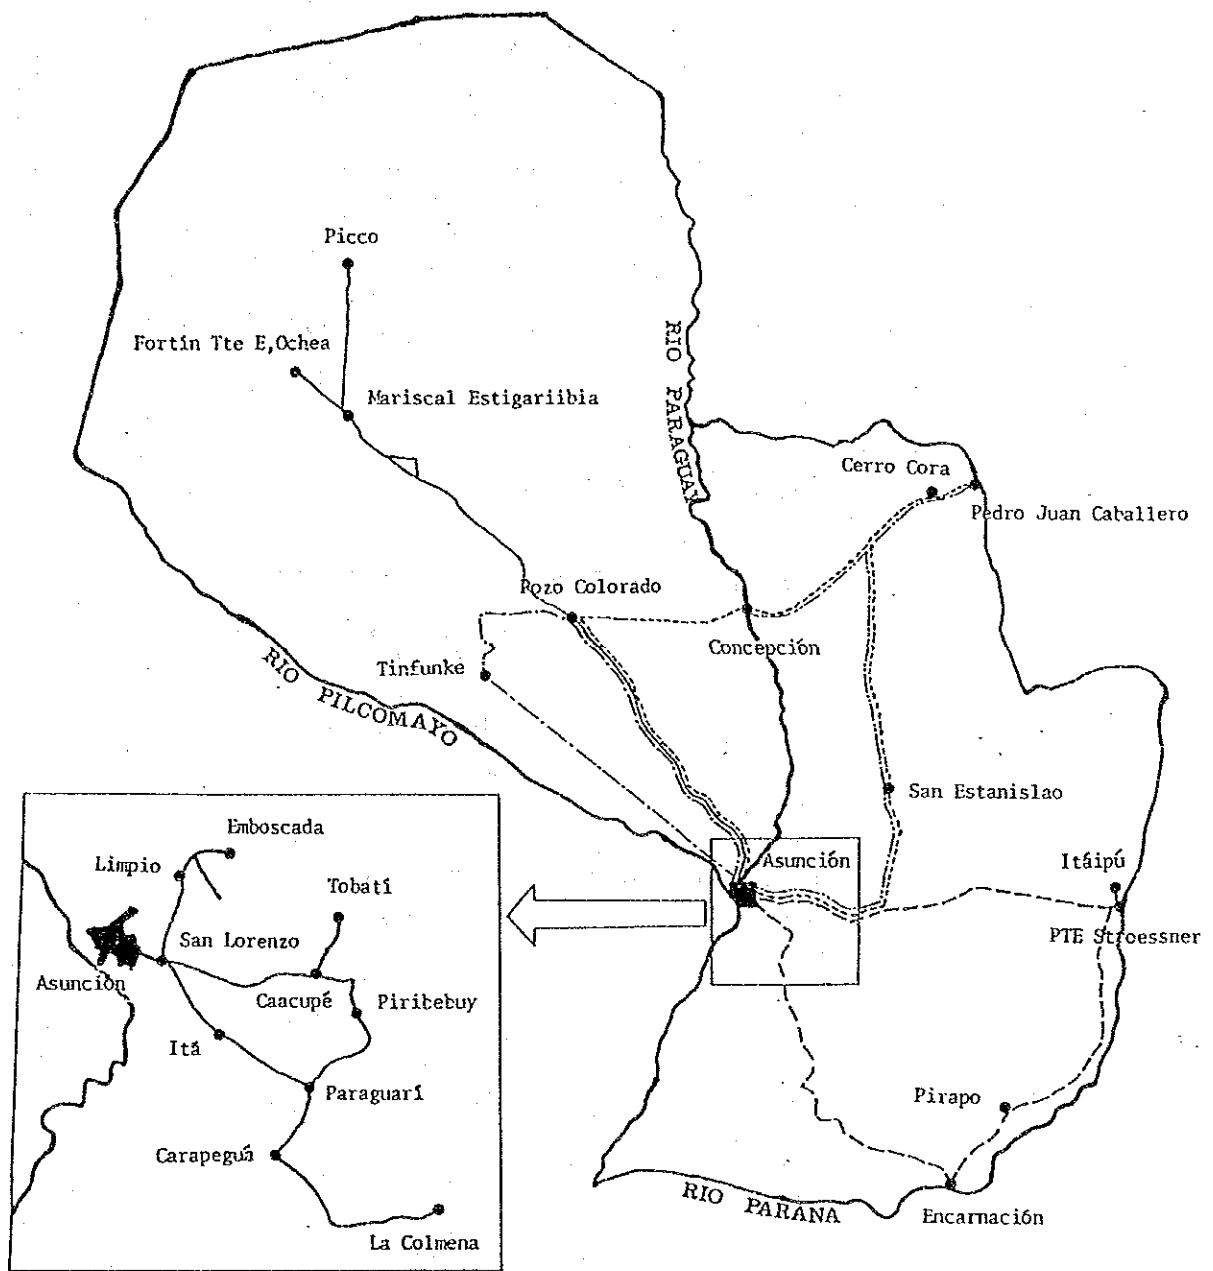 Picco
Fortín Tte E,Ochea
Mariscal Estigariibia
RIO PARAGUAY
Cerro Cora
Pedro Juan Caballero
Pozo Colorado
Concepción
Tinfunke
RIO PILCOMAYO
San Estanislao
Asunción
Itáipú
PTE Stroessner
Pirapo
Encarnación
RIO PARANA
Emboscada
Limpio
Tobatí
San Lorenzo
Asunción
Caacupé
Piribebuy
Itá
Paraguarí
Carapeguá
La Colmena